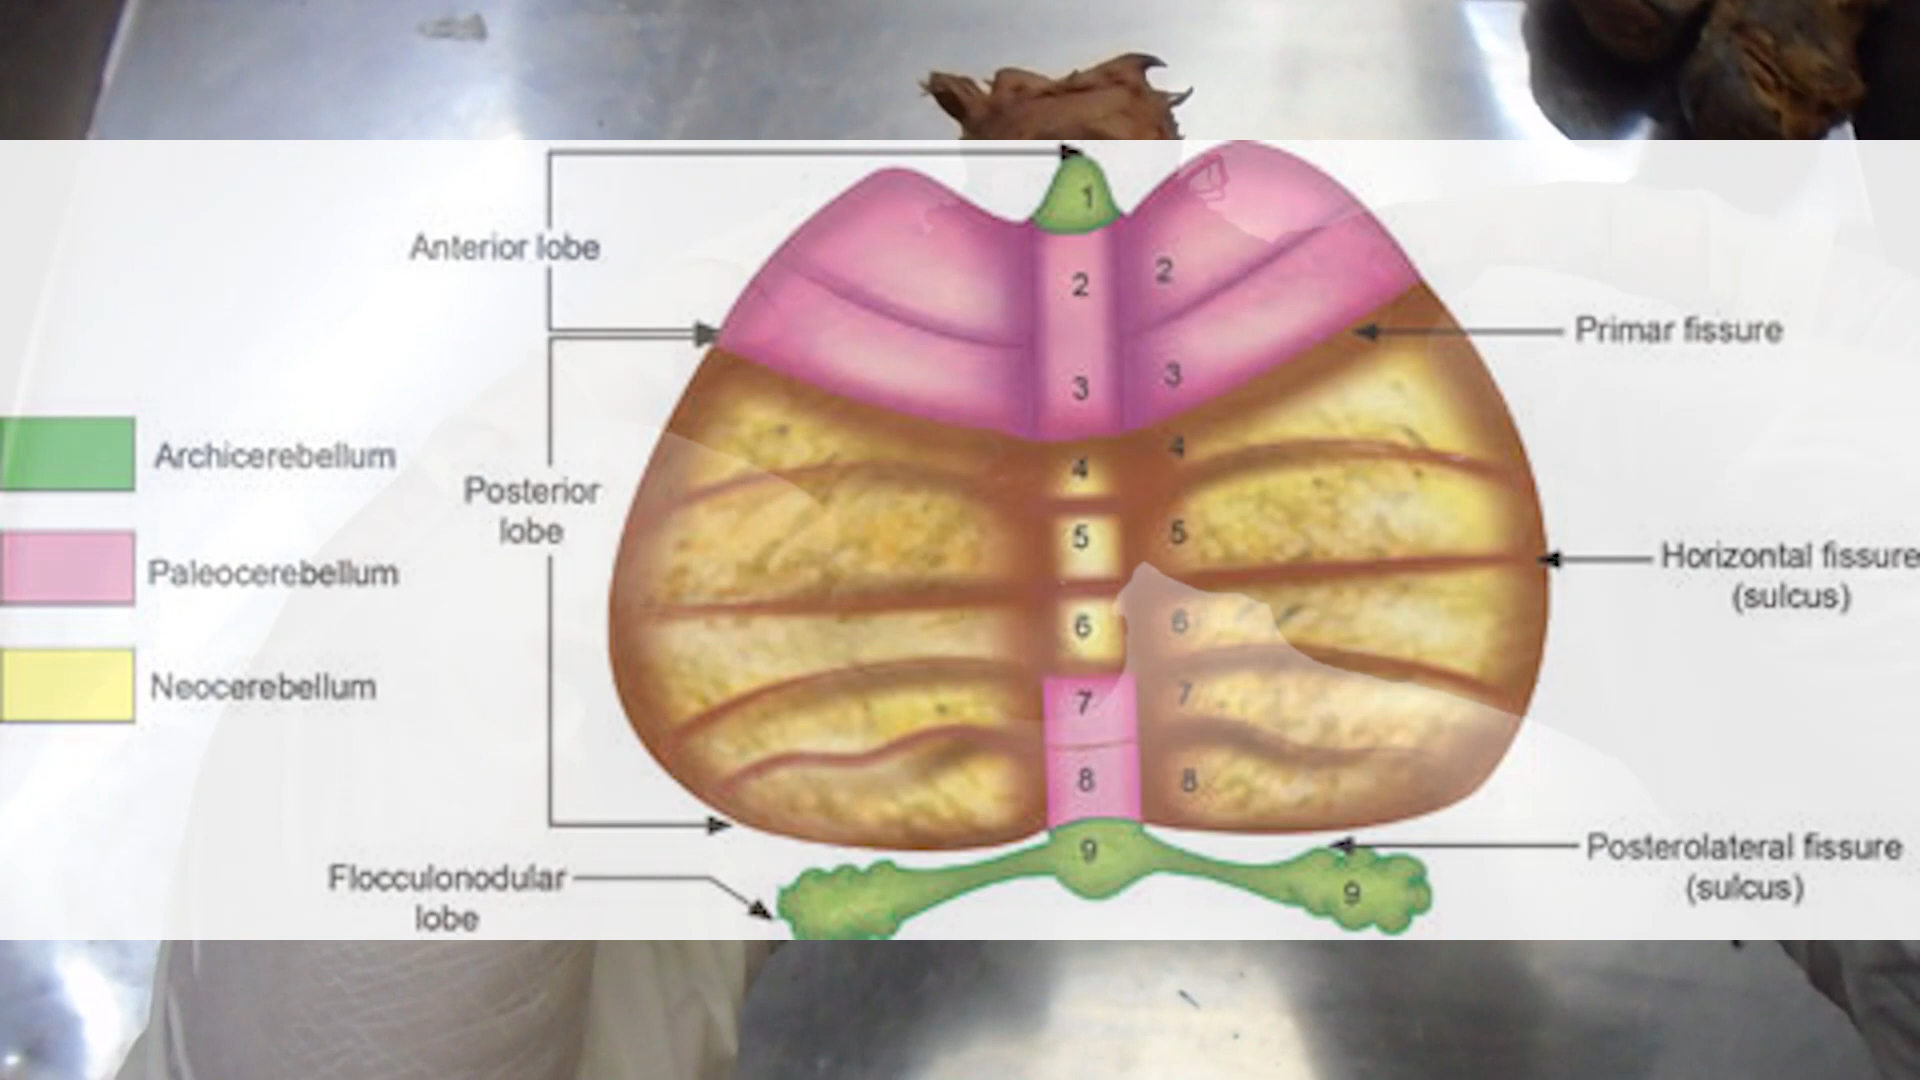 Anterior lobe
Posterior
lobe
Flocculonodular
lobe
Archicerebellum
Paleocerebellum
Neocerebellum
1
2
2
3
3
4
4
5
5
6
6
7
7
8
8
9
9
Primar fissure
Horizontal fissure
(sulcus)
Posterolateral fissure
(sulcus)